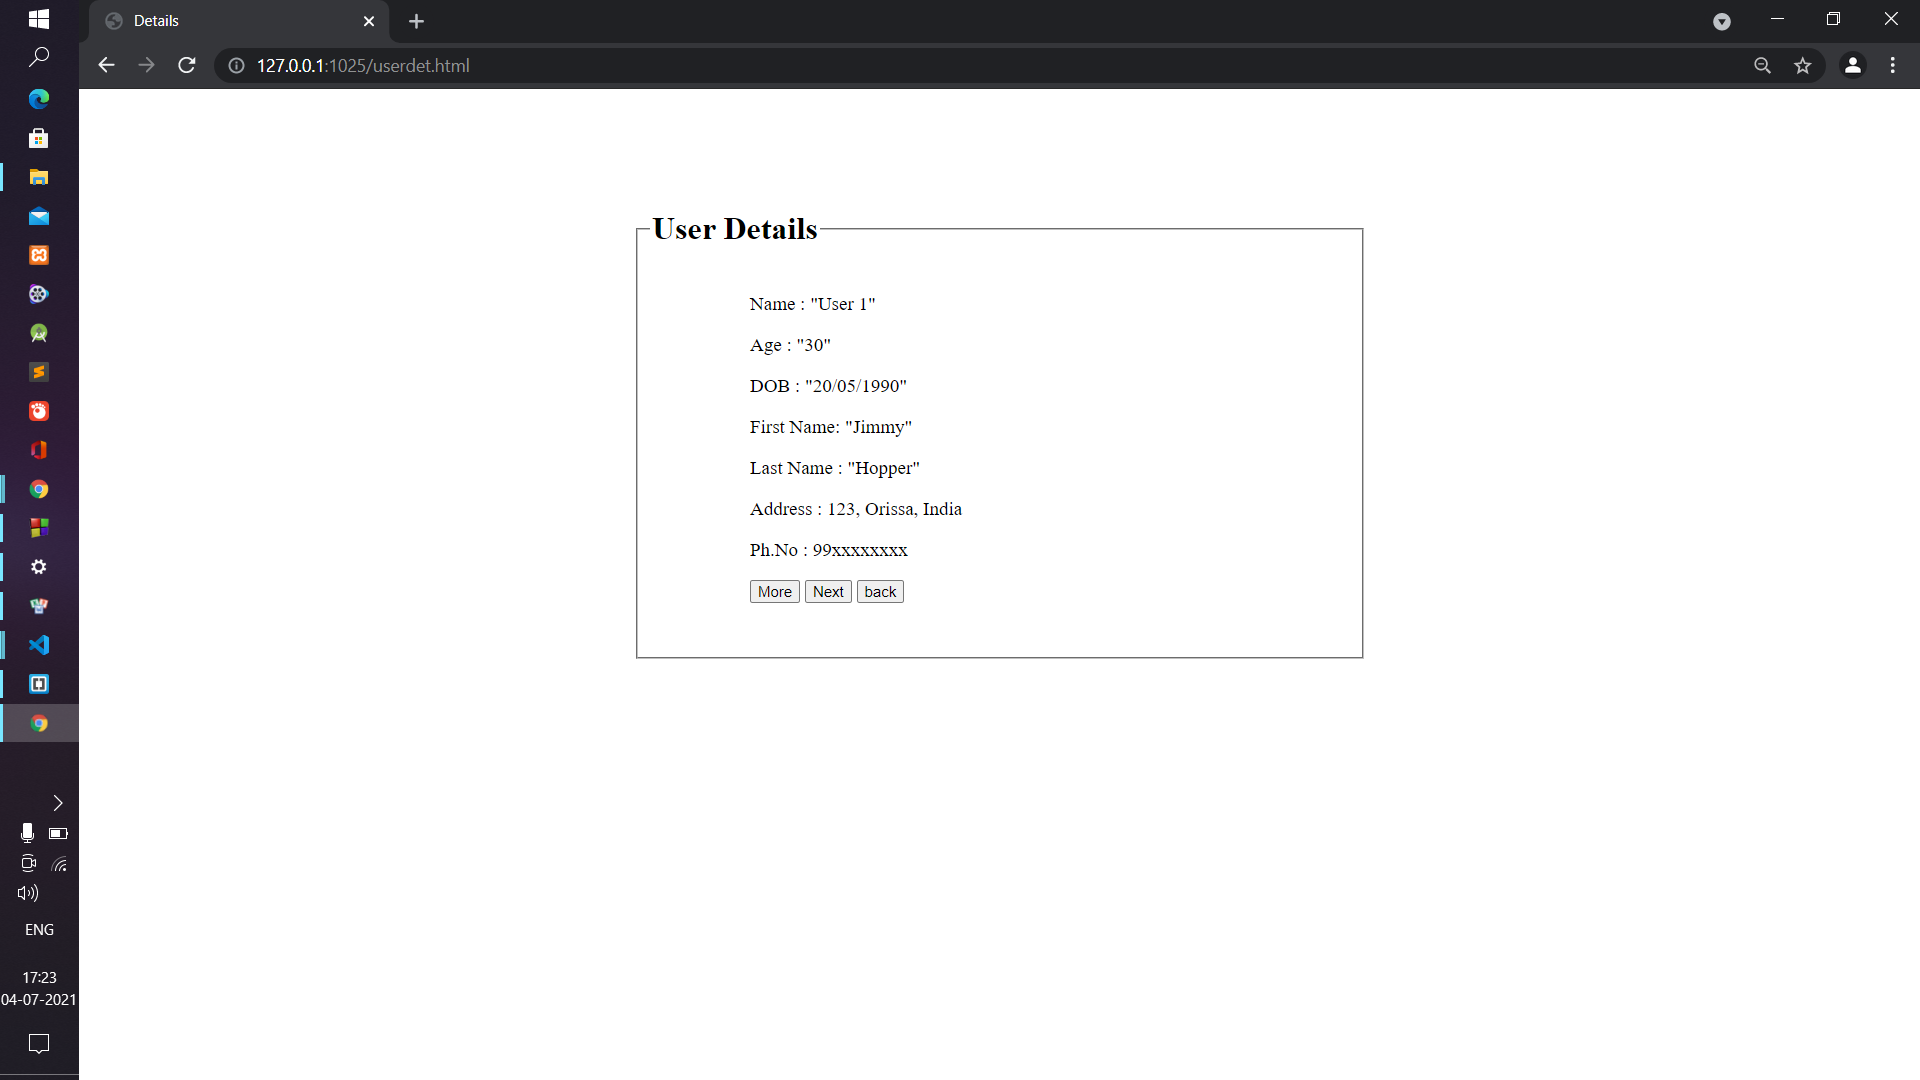 Details
127.0.0.1:1025/userdet.html
User Details
Name : "User 1"
Age : "30"
DOB : "20/05/1990"
First Name: "Jimmy"
Last Name : "Hopper"
Address : 123, Orissa, India
Ph.No : 99xxxxxxxx
More Next back
ENG
17:23
04-07-2021